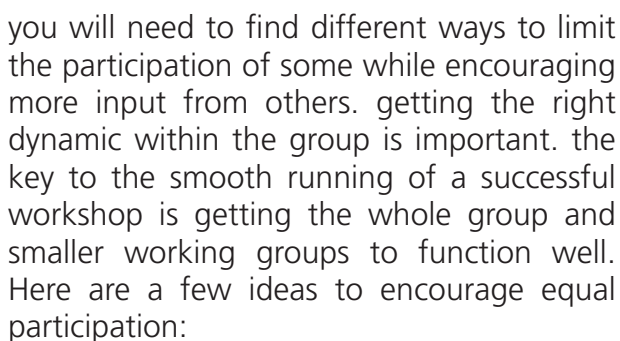 you will need to find different ways to limit
the participation of some while encouraging
more input from others. getting the right
dynamic within the group is important. the
key to the smooth running of a successful
workshop is getting the whole group and
smaller working groups to function well.
Here are a few ideas to encourage equal
participation: